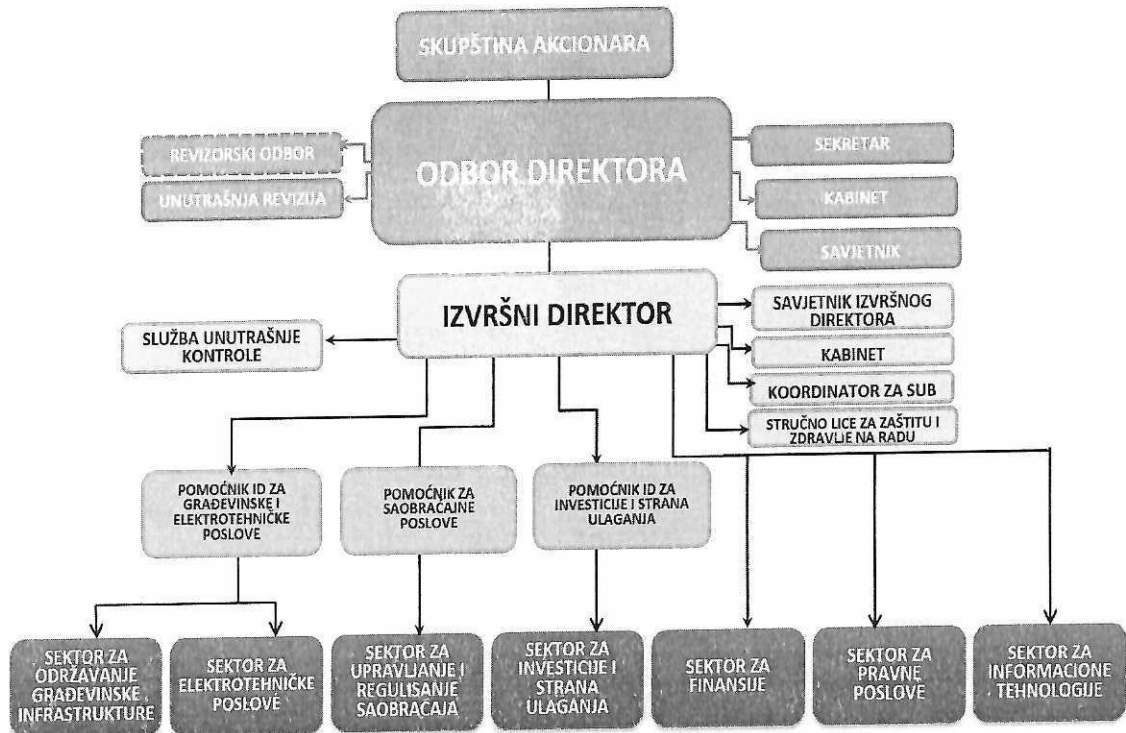 SKUPŠTINA AKCIONARA
ODBOR DIREKTORA
REVIZORSKI ODBOR
UNUTRAŠNJA REVIZIJA
SEKRETAR
KABINET
SAVJETNIK
IZVRŠNI DIREKTOR
SLUŽBA UNUTRAŠNJE
KONTROLE
SAVJETNIK IZVRŠNOG
DIREKTORA
KABINET
KOORDINATOR ZA SUB
STRUČNO LICE ZA ZAŠTITU I
ZDRAVLJE NA RADU
POMOĆNIK ID ZA
GRAĐEVINSKE I
ELEKTROTEHNIČKE
POSLOVE
POMOĆNIK ZA
SAOBRAĆAJNE
POSLOVE
POMOĆNIK ID ZA
INVESTICIJE I STRANA
ULAGANJA
SEKTOR ZA
ODRŽAVANJE
GRAĐEVINSKE
INFRASTRUKTURE
SEKTOR ZA
ELEKTROTEHNIČKE
POSLOVE
SEKTOR ZA
UPRAVLJANJE I
REGULISANJE
SAOBRAĆAJA
SEKTOR ZA
INVESTICIJE I
STRANA
ULAGANJA
SEKTOR ZA
FINANSIJE
SEKTOR ZA
PRAVNE
POSLOVE
SEKTOR ZA
INFORMACIONE
TEHNOLOGIJE